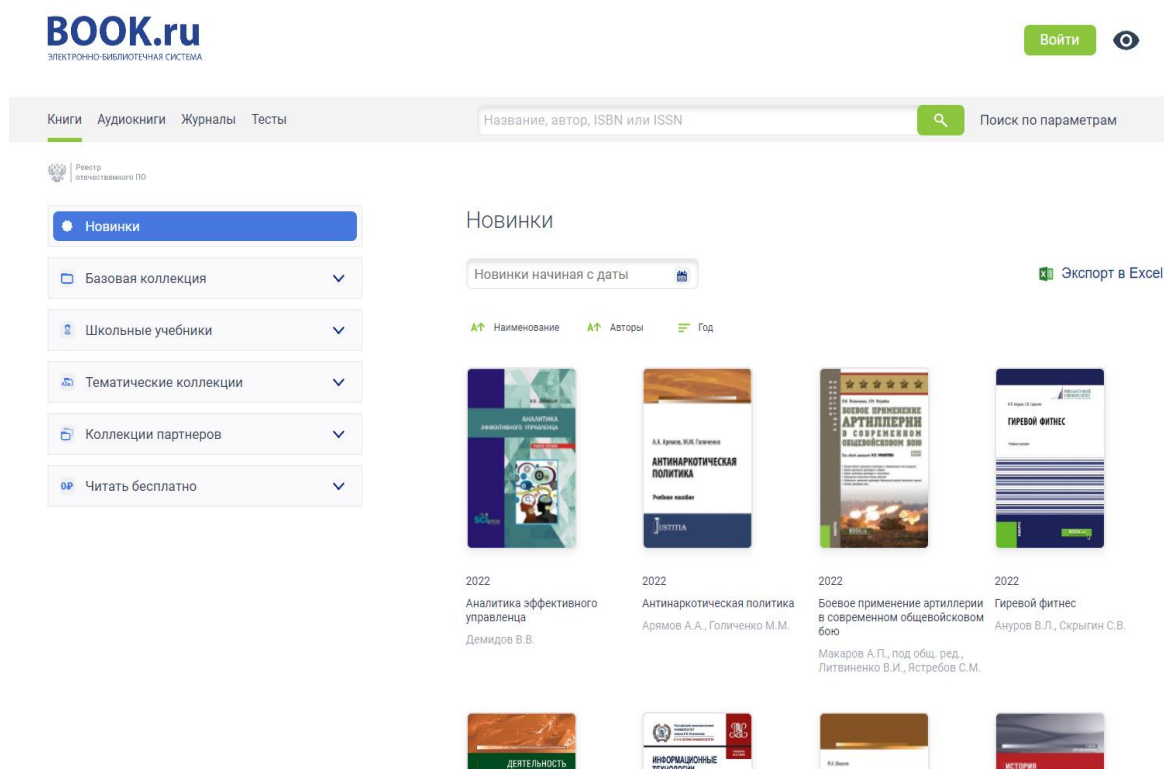 BOOK.ru
ЭЛЕКТРОННО-БИБЛИОТЕЧНАЯ СИСТЕМА
Войти
Книги Аудиокниги Журналы Тесты
Название, автор, ISBN или ISSN
Поиск по параметрам
Реестр
отечественного ПО
Новинки
Базовая коллекция
Школьные учебники
Тематические коллекции
Коллекции партнеров
Читать бесплатно
Новинки
Новинки начиная с даты
Экспорт в Excel
Наименование
Авторы
Год
АНАЛИТИКА
ЭФФЕКТИВНОГО УПРАВЛЕНЦА
А.А. Арямов, М.М. Голиченко
АНТИНАРКОТИЧЕСКАЯ
ПОЛИТИКА
Учебное пособие
JUSTITIA
БОЕВОЕ ПРИМЕНЕНИЕ
АРТИЛЛЕРИИ
В СОВРЕМЕННОМ
ОБЩЕВОЙСКОВОМ БОЮ
ГИРЕВОЙ ФИТНЕС
BOOK.ru
2022
Аналитика эффективного
управленца
Демидов В.В.
2022
Антинаркотическая политика
Арямов А.А., Голиченко М.М.
2022
Боевое применение артиллерии
в современном общевойсковом
бою
Макаров А.П., под общ. ред.,
Литвиненко В.И., Ястребов С.М.
2022
Гиревой фитнес
Ануров В.Л., Скрыгин С.В.
ДЕЯТЕЛЬНОСТЬ
ИНФОРМАЦИОННЫЕ
ТЕХНОЛОГИИ
ИСТОРИЯ